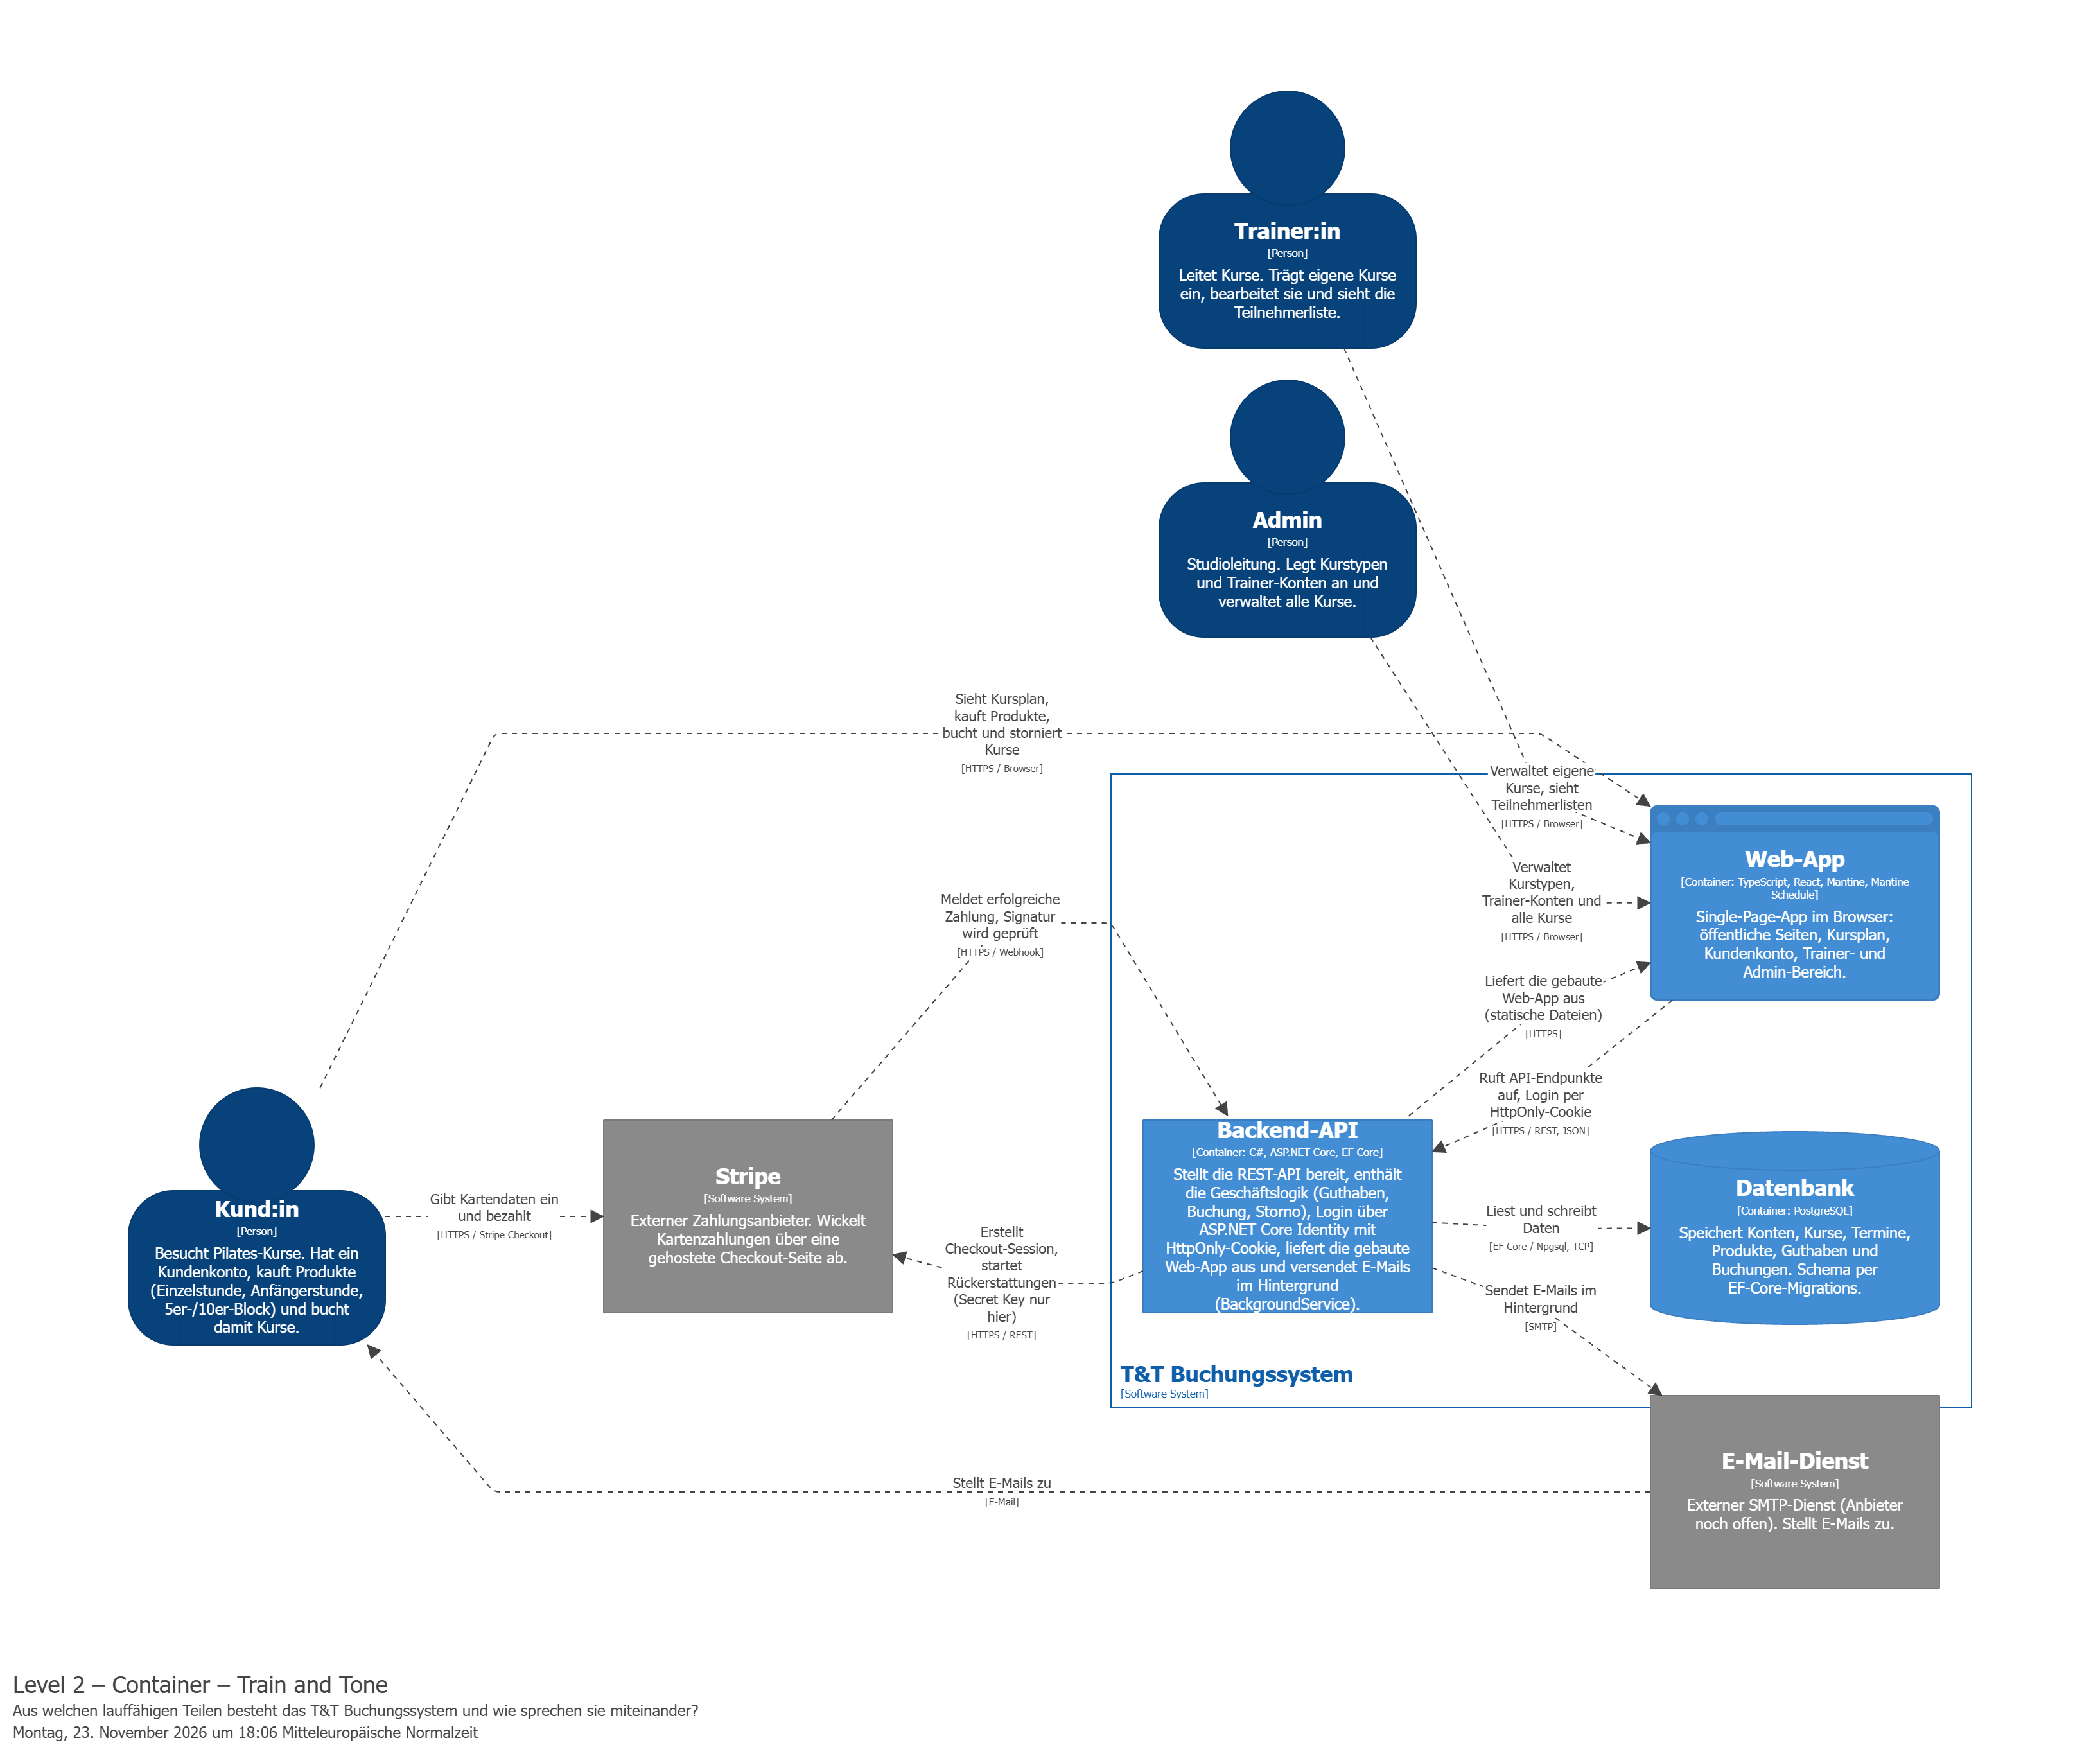 Trainer:in
[Person]
Leitet Kurse. Trägt eigene Kurse
ein, bearbeitet sie und sieht die
Teilnehmerliste.
Admin
[Person]
Studioleitung. Legt Kurstypen
und Trainer-Konten an und
verwaltet alle Kurse.
Sieht Kursplan,
kauft Produkte,
bucht und storniert
Kurse
[HTTPS / Browser]
Verwaltet eigene
Kurse, sieht
Teilnehmerlisten
[HTTPS / Browser]
Web-App
[Container: TypeScript, React, Mantine, Mantine
Schedule]
Single-Page-App im Browser:
öffentliche Seiten, Kursplan,
Kundenkonto, Trainer- und
Admin-Bereich.
Verwaltet
Kurstypen,
Trainer-Konten und
alle Kurse
[HTTPS / Browser]
Meldet erfolgreiche
Zahlung, Signatur
wird geprüft
[HTTPS / Webhook]
Liefert die gebaute
Web-App aus
(statische Dateien)
[HTTPS]
Ruft API-Endpunkte
auf, Login per
HttpOnly-Cookie
[HTTPS / REST, JSON]
Kund:in
[Person]
Besucht Pilates-Kurse. Hat ein
Kundenkonto, kauft Produkte
(Einzelstunde, Anfängerstunde,
5er-/10er-Block) und bucht
damit Kurse.
Gibt Kartendaten ein
und bezahlt
[HTTPS / Stripe Checkout]
Stripe
[Software System]
Externer Zahlungsanbieter. Wickelt
Kartenzahlungen über eine
gehostete Checkout-Seite ab.
Erstellt
Checkout-Session,
startet
Rückerstattungen
(Secret Key nur
hier)
[HTTPS / REST]
Backend-API
[Container: C#, ASP.NET Core, EF Core]
Stellt die REST-API bereit, enthält
die Geschäftslogik (Guthaben,
Buchung, Storno), Login über
ASP.NET Core Identity mit
HttpOnly-Cookie, liefert die gebaute
Web-App aus und versendet E-Mails
im Hintergrund
(BackgroundService).
Liest und schreibt
Daten
[EF Core / Npgsql, TCP]
Datenbank
[Container: PostgreSQL]
Speichert Konten, Kurse, Termine,
Produkte, Guthaben und
Buchungen. Schema per
EF-Core-Migrations.
Sendet E-Mails im
Hintergrund
[SMTP]
T&T Buchungssystem
[Software System]
E-Mail-Dienst
[Software System]
Externer SMTP-Dienst (Anbieter
noch offen). Stellt E-Mails zu.
Stellt E-Mails zu
[E-Mail]
Level 2 – Container – Train and Tone
Aus welchen lauffähigen Teilen besteht das T&T Buchungssystem und wie sprechen sie miteinander?
Montag, 23. November 2026 um 18:06 Mitteleuropäische Normalzeit